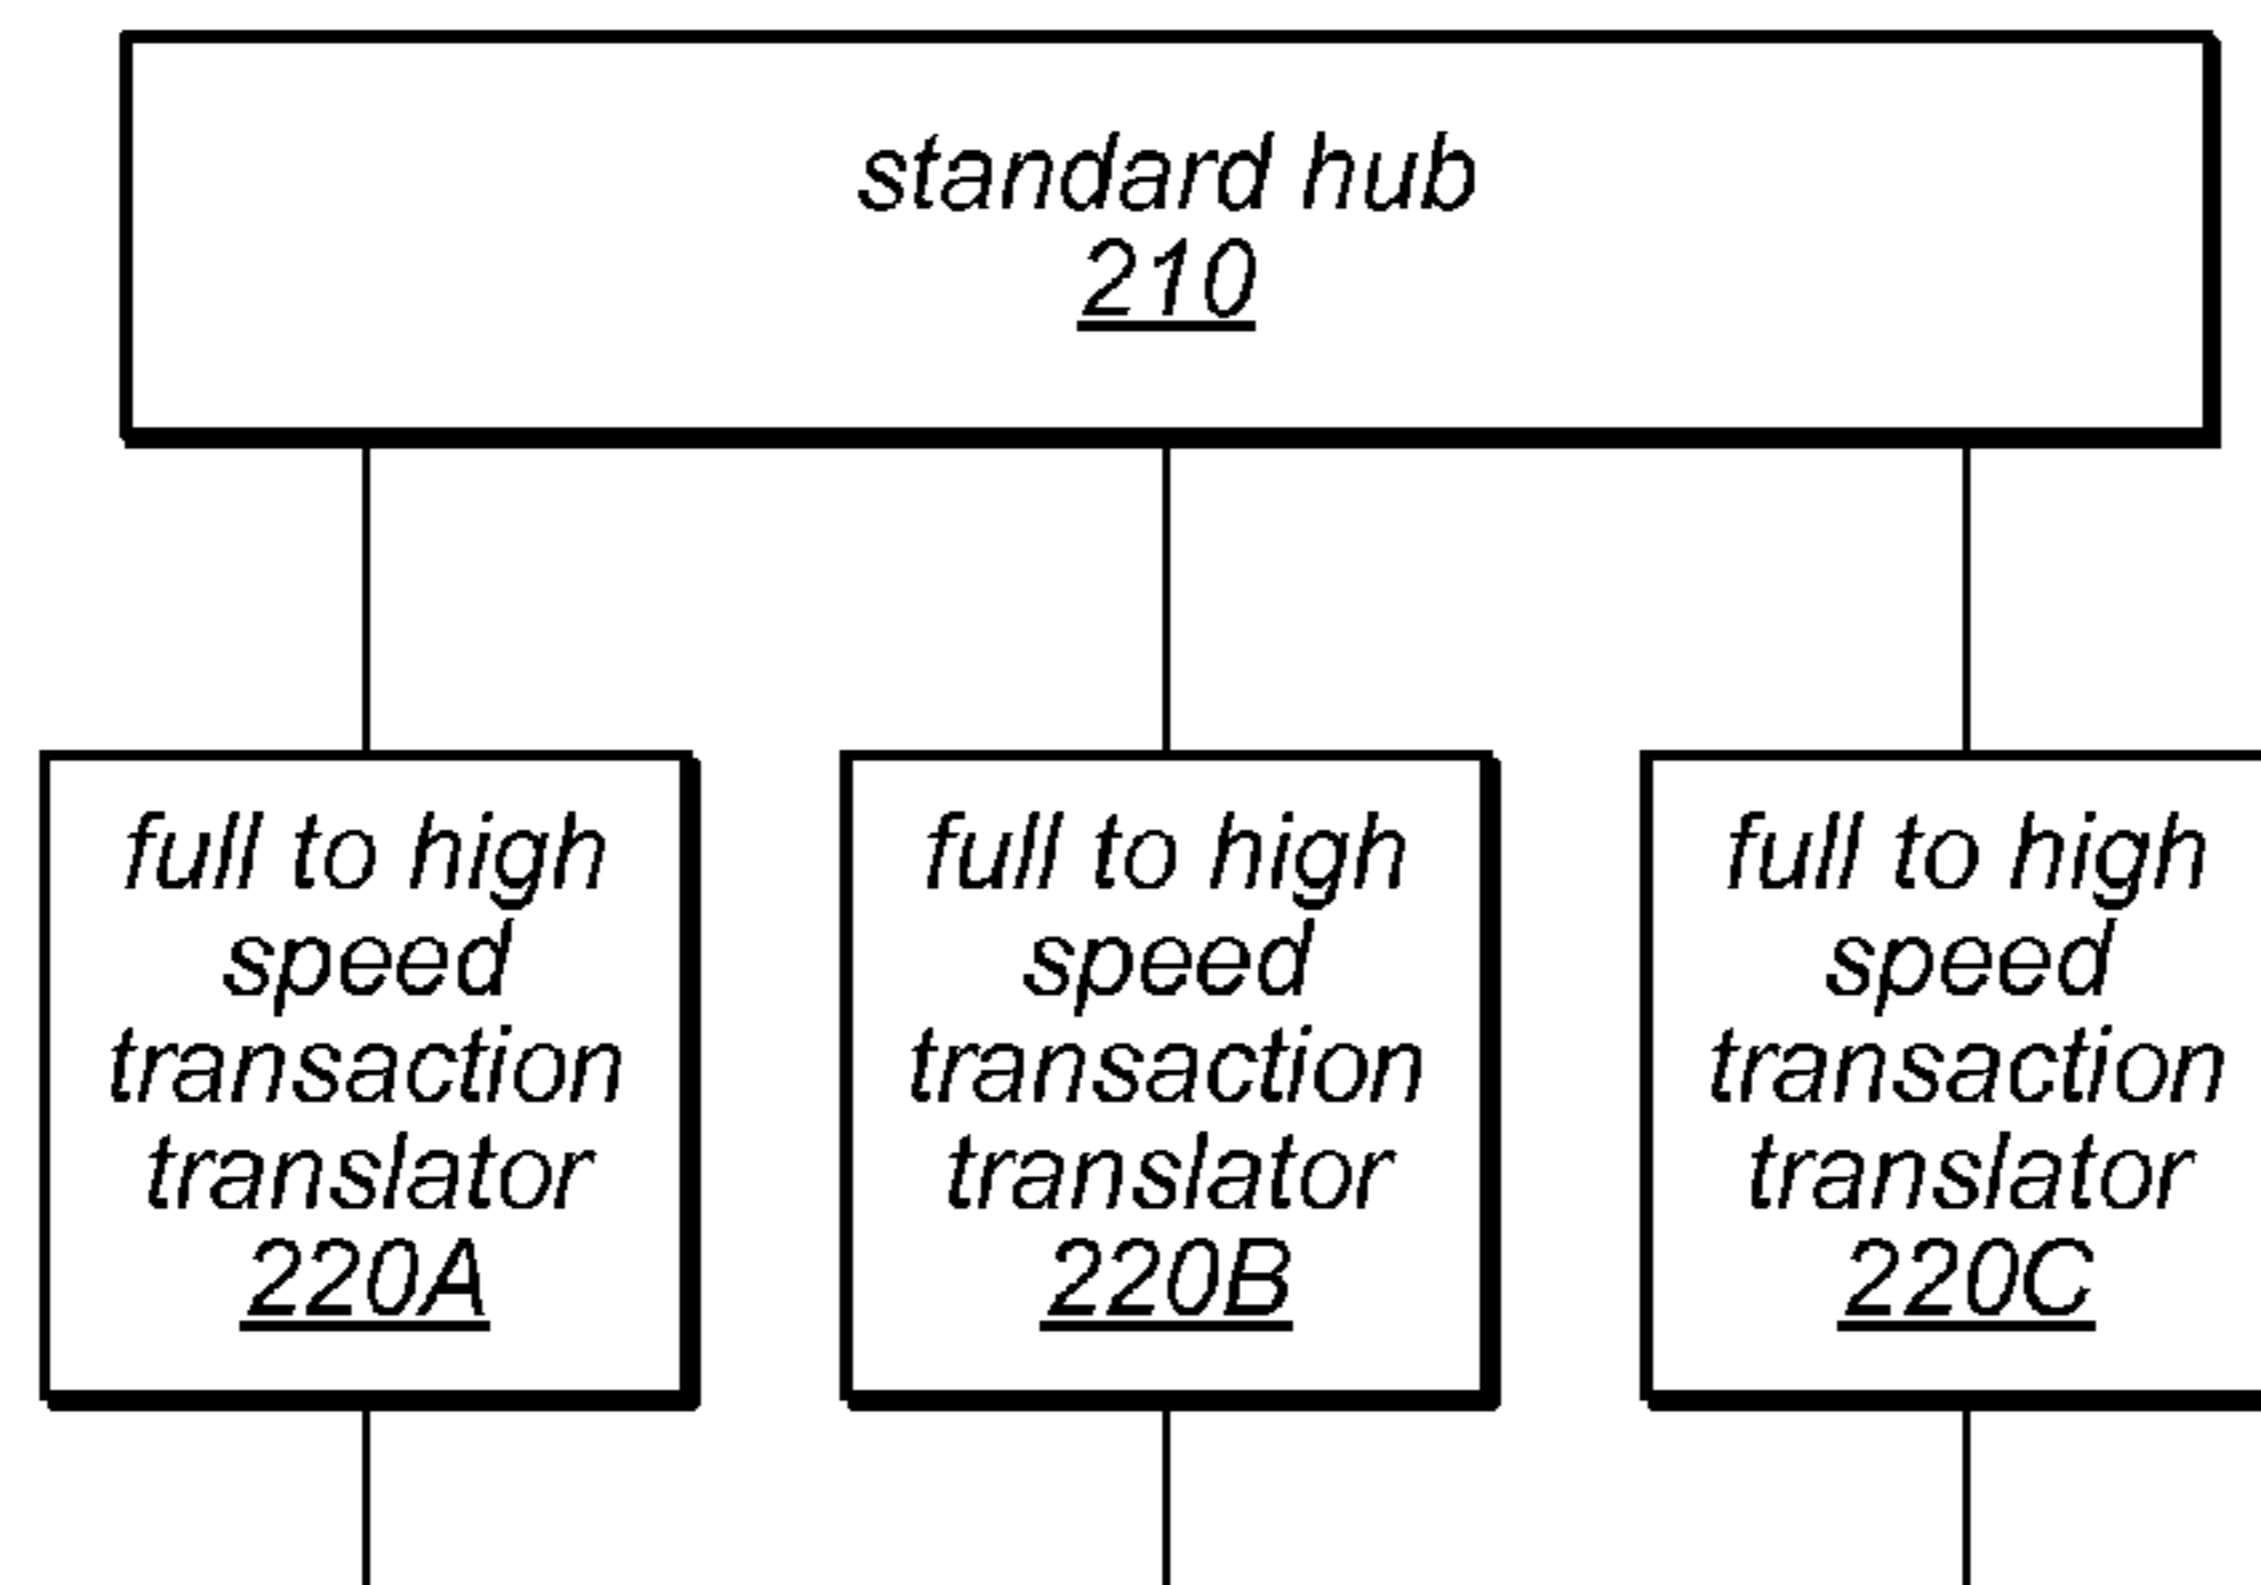 standard hub
210
full to high
speed
transaction
translator
220A
full to high
speed
transaction
translator
220B
full to high
speed
transaction
translator
220C